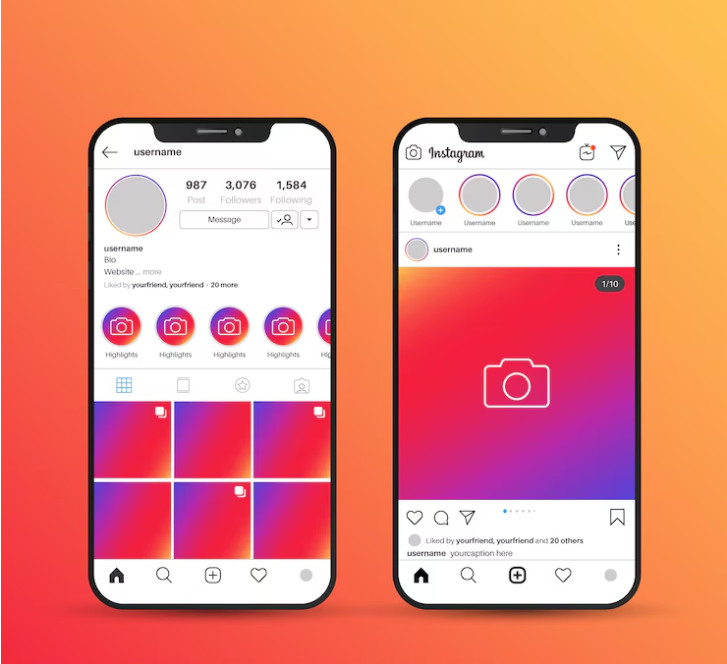 username
987 3,076 1,584
Post Followers Following
Message
username
Bio
Website ... more
Liked by yourfriend, yourfriend + 20 more
Highlights Highlights Highlights Highlights Hig
Instagram
Username Username Username Username Use
username
1/10
Liked by yourfriend, yourfriend and 20 others
username yourcaption here